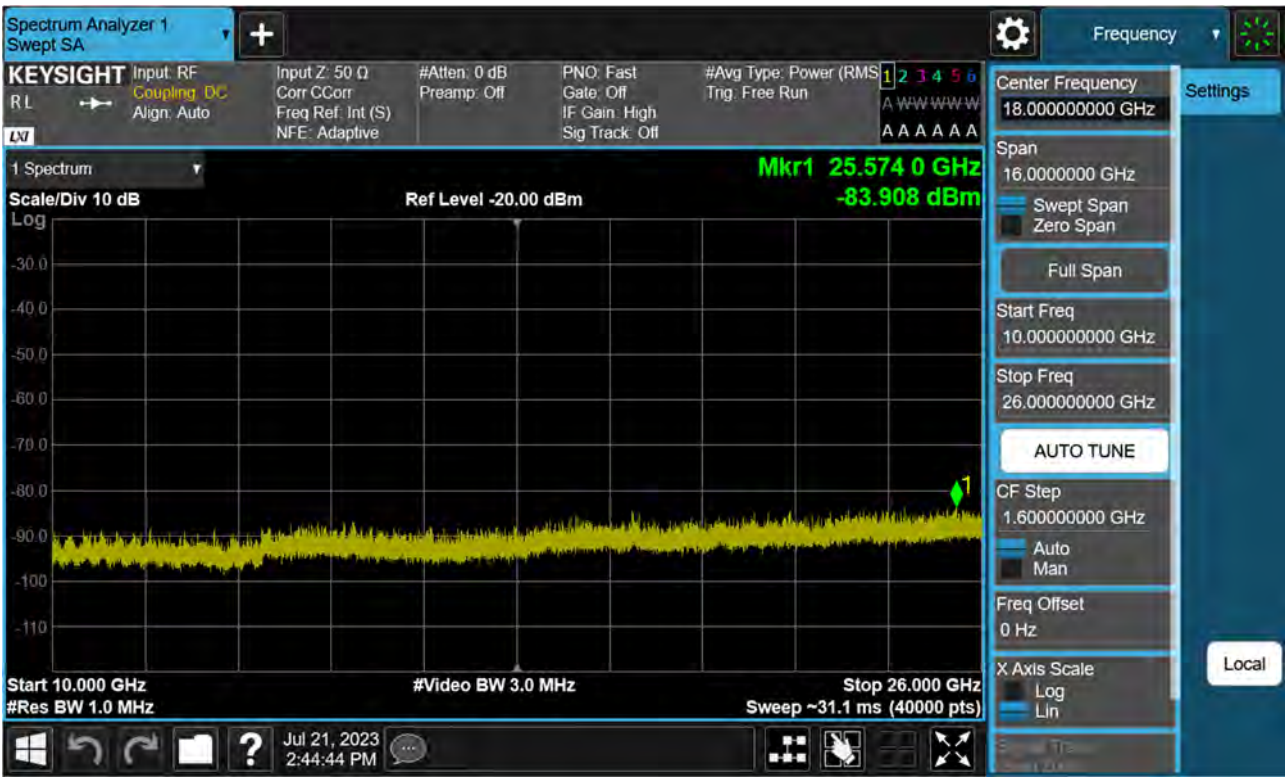 Spectrum Analyzer 1
Swept SA
Frequency
KEYSIGHT
R L
LXI
Input: RF
Coupling: DC
Align: Auto
Input Z: 50 Ω
Corr CCorr
Freq Ref: Int (S)
NFE: Adaptive
#Atten: 0 dB
Preamp: Off
PNO: Fast
Gate: Off
IF Gain: High
Sig Track: Off
#Avg Type: Power (RMS
Trig: Free Run
1 2 3 4 5 6
A W W W W W
A A A A A A
1 Spectrum
Scale/Div 10 dB
Ref Level -20.00 dBm
Mkr1 25.574 0 GHz
-83.908 dBm
Log
-30.0
-40.0
-50.0
-60.0
-70.0
-80.0
-90.0
-100
-110
1
Start 10.000 GHz
#Res BW 1.0 MHz
#Video BW 3.0 MHz
Stop 26.000 GHz
Sweep ~31.1 ms (40000 pts)
Center Frequency
18.000000000 GHz
Span
16.0000000 GHz
Swept Span
Zero Span
Full Span
Start Freq
10.000000000 GHz
Stop Freq
26.000000000 GHz
AUTO TUNE
CF Step
1.600000000 GHz
Auto
Man
Freq Offset
0 Hz
X Axis Scale
Log
Lin
Settings
Local
?
Jul 21, 2023
2:44:44 PM